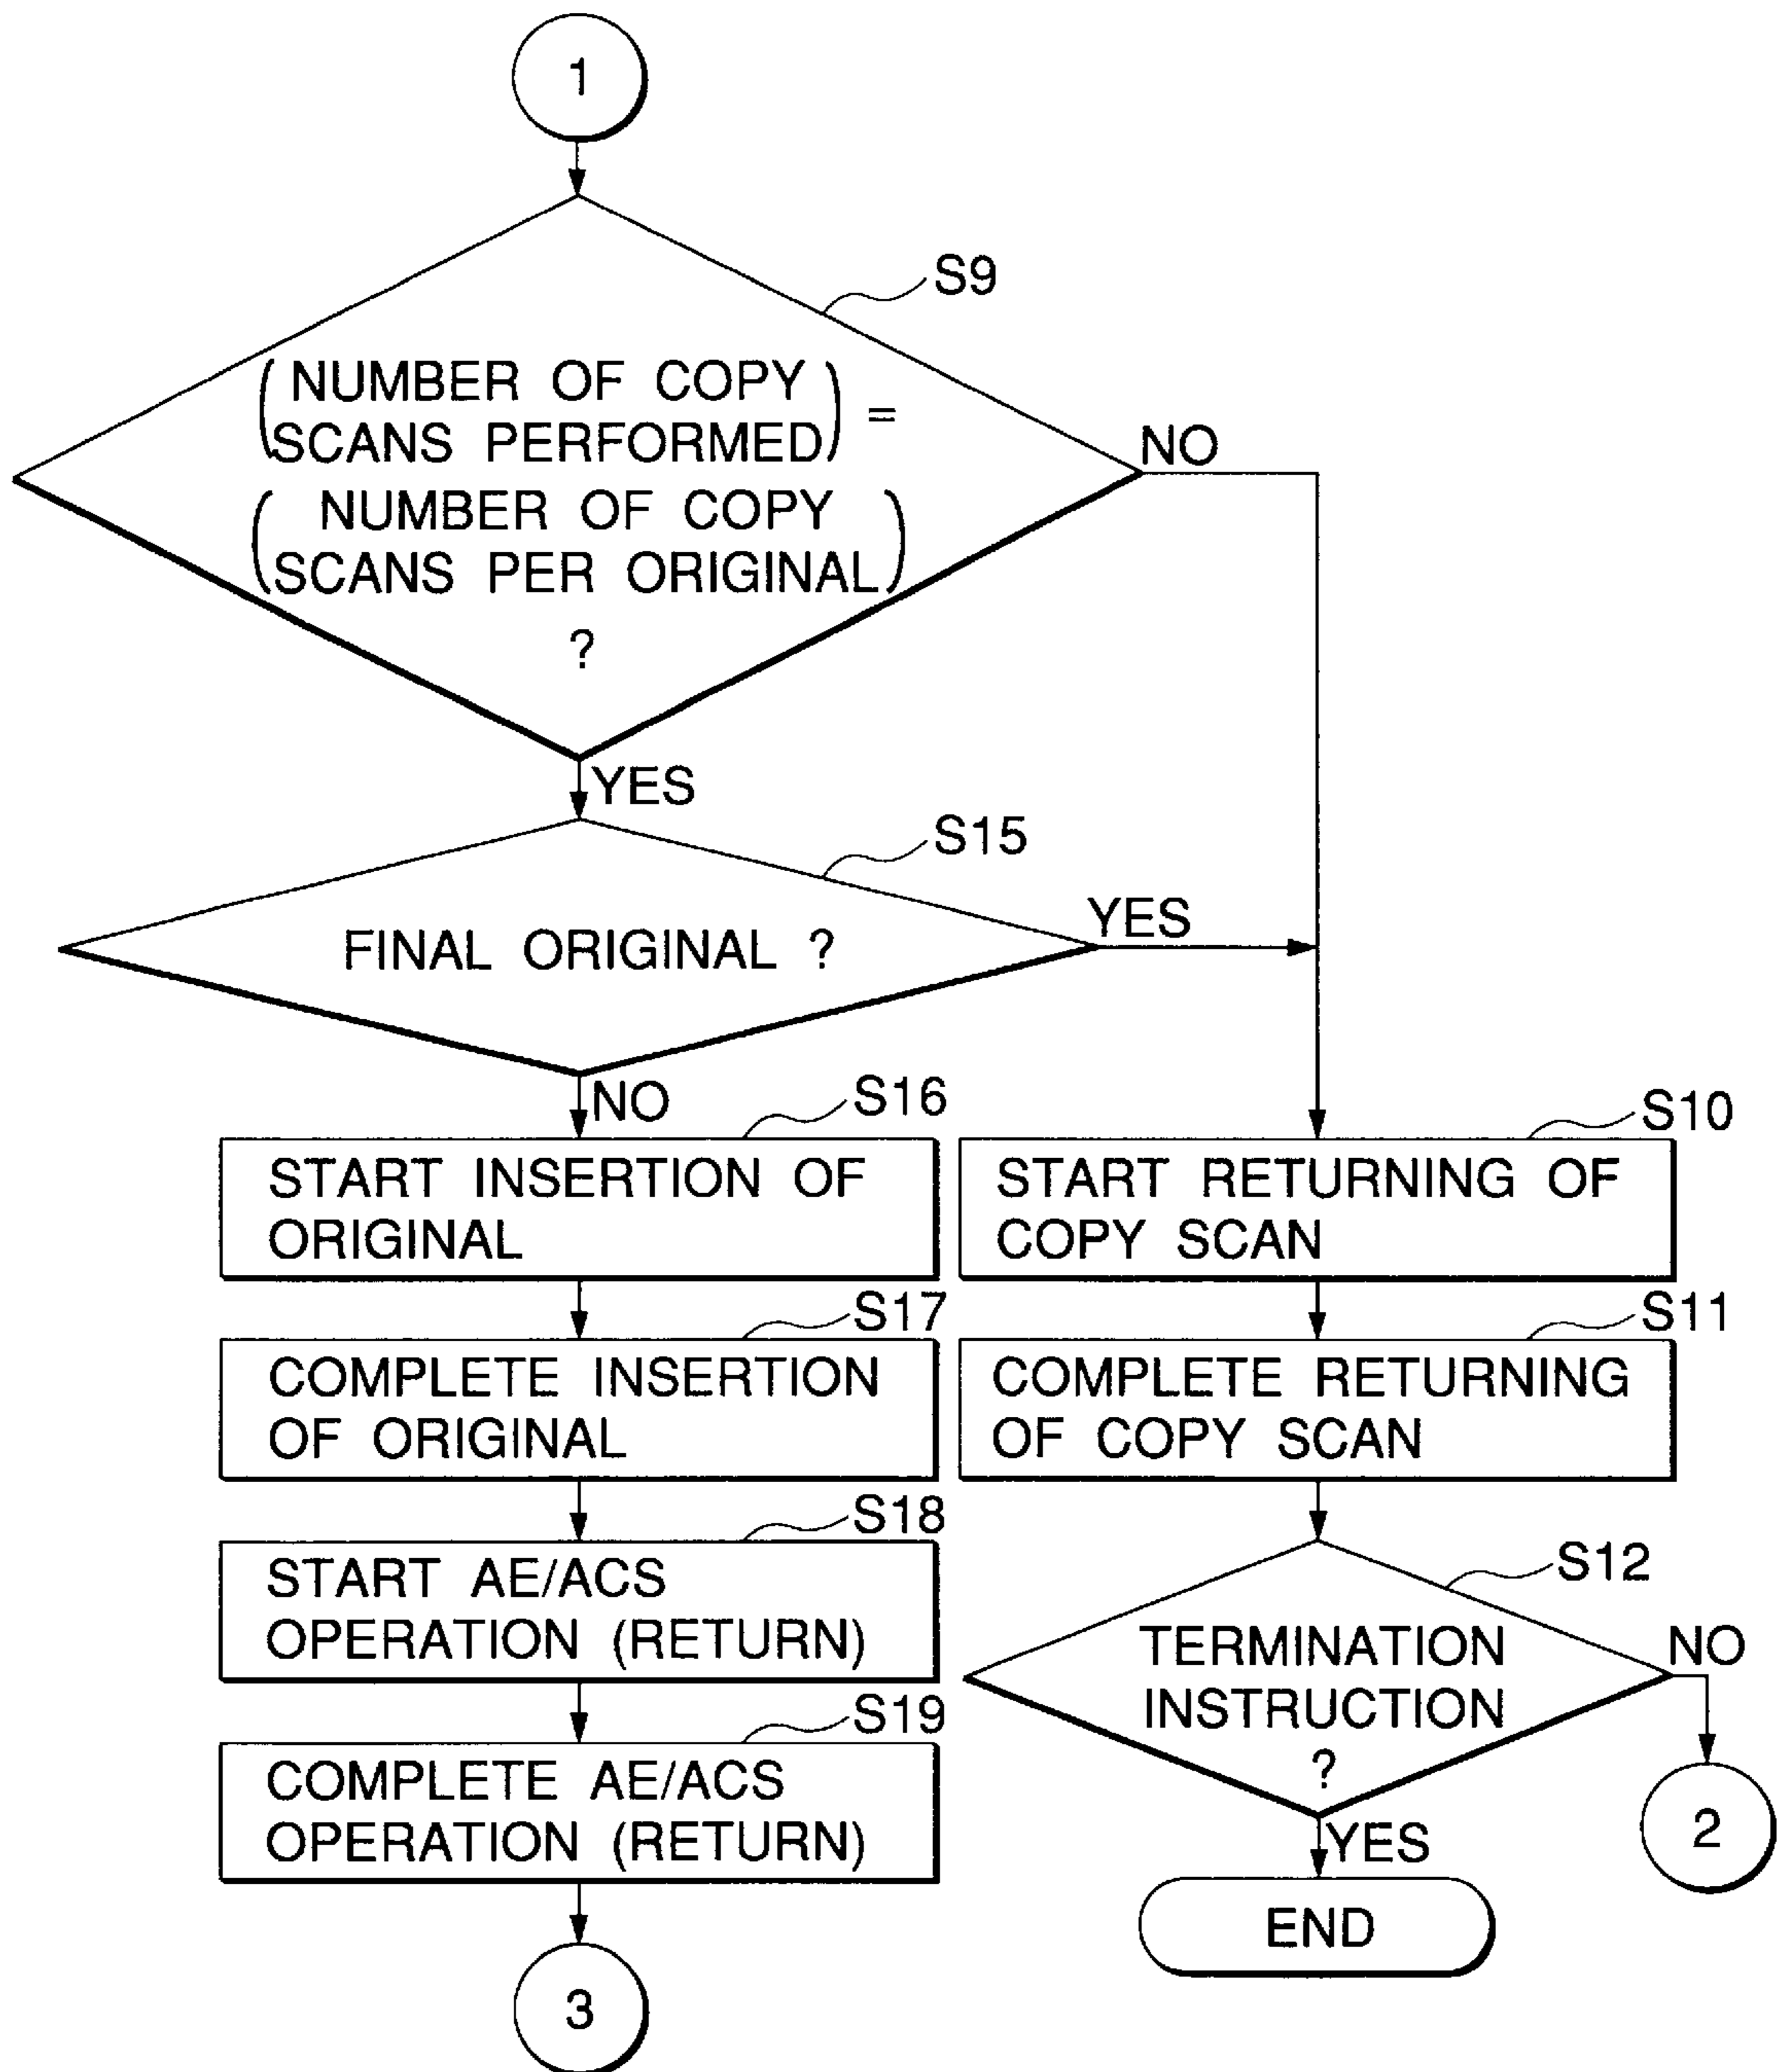 1
S9
(NUMBER OF COPY
SCANS PERFORMED) =
(NUMBER OF COPY
SCANS PER ORIGINAL)
?
NO
YES
S15
FINAL ORIGINAL ?
YES
NO
S16
START INSERTION OF
ORIGINAL
S17
COMPLETE INSERTION
OF ORIGINAL
S18
START AE/ACS
OPERATION (RETURN)
S19
COMPLETE AE/ACS
OPERATION (RETURN)
3
S10
START RETURNING OF
COPY SCAN
S11
COMPLETE RETURNING
OF COPY SCAN
S12
TERMINATION
INSTRUCTION
?
NO
2
YES
END